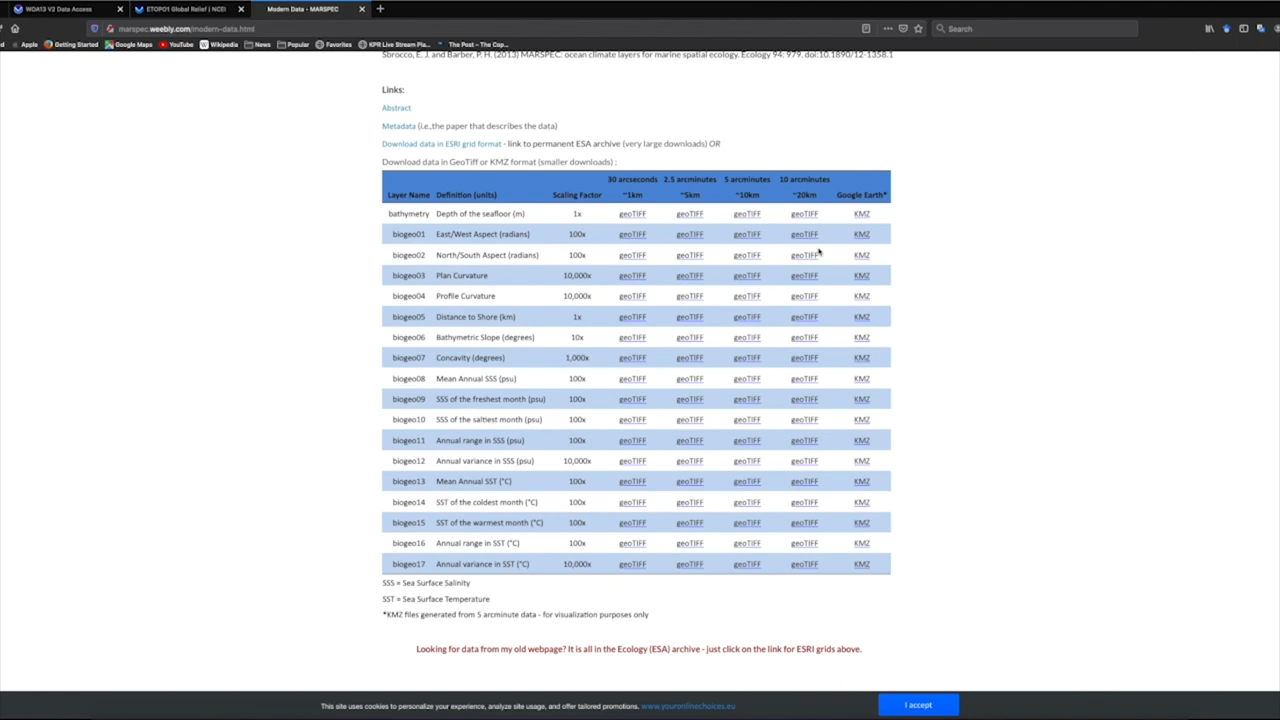 WOA13 V2 Data Access
ETOPO1 Global Relief | NCEI
Modern Data - MARSPEC
marspec.weebly.com/modern-data.html
Search
Apple Getting Started Google Maps YouTube Wikipedia News Popular Favorites KPR Live Stream Pla... The Post – The Cop...
Sbrocco, E. J. and Barber, P. H. (2013) MARSPEC: ocean climate layers for marine spatial ecology. Ecology 94: 979. doi:10.1890/12-1358.1
Links:
Abstract
Metadata (i.e.,the paper that describes the data)
Download data in ESRI grid format - link to permanent ESA archive (very large downloads) OR
Download data in GeoTiff or KMZ format (smaller downloads) :
30 arcseconds 2.5 arcminutes 5 arcminutes 10 arcminutes
Layer Name Definition (units) Scaling Factor ~1km ~5km ~10km ~20km Google Earth*
bathymetry Depth of the seafloor (m) 1x geoTIFF geoTIFF geoTIFF geoTIFF KMZ
biogeo01 East/West Aspect (radians) 100x geoTIFF geoTIFF geoTIFF geoTIFF KMZ
biogeo02 North/South Aspect (radians) 100x geoTIFF geoTIFF geoTIFF geoTIFF KMZ
biogeo03 Plan Curvature 10,000x geoTIFF geoTIFF geoTIFF geoTIFF KMZ
biogeo04 Profile Curvature 10,000x geoTIFF geoTIFF geoTIFF geoTIFF KMZ
biogeo05 Distance to Shore (km) 1x geoTIFF geoTIFF geoTIFF geoTIFF KMZ
biogeo06 Bathymetric Slope (degrees) 10x geoTIFF geoTIFF geoTIFF geoTIFF KMZ
biogeo07 Concavity (degrees) 1,000x geoTIFF geoTIFF geoTIFF geoTIFF KMZ
biogeo08 Mean Annual SSS (psu) 100x geoTIFF geoTIFF geoTIFF geoTIFF KMZ
biogeo09 SSS of the freshest month (psu) 100x geoTIFF geoTIFF geoTIFF geoTIFF KMZ
biogeo10 SSS of the saltiest month (psu) 100x geoTIFF geoTIFF geoTIFF geoTIFF KMZ
biogeo11 Annual range in SSS (psu) 100x geoTIFF geoTIFF geoTIFF geoTIFF KMZ
biogeo12 Annual variance in SSS (psu) 10,000x geoTIFF geoTIFF geoTIFF geoTIFF KMZ
biogeo13 Mean Annual SST (°C) 100x geoTIFF geoTIFF geoTIFF geoTIFF KMZ
biogeo14 SST of the coldest month (°C) 100x geoTIFF geoTIFF geoTIFF geoTIFF KMZ
biogeo15 SST of the warmest month (°C) 100x geoTIFF geoTIFF geoTIFF geoTIFF KMZ
biogeo16 Annual range in SST (°C) 100x geoTIFF geoTIFF geoTIFF geoTIFF KMZ
biogeo17 Annual variance in SST (°C) 10,000x geoTIFF geoTIFF geoTIFF geoTIFF KMZ
SSS = Sea Surface Salinity
SST = Sea Surface Temperature
*KMZ files generated from 5 arcminute data - for visualization purposes only
Looking for data from my old webpage? It is all in the Ecology (ESA) archive - just click on the link for ESRI grids above.
This site uses cookies to personalize your experience, analyze site usage, and offer tailored promotions. www.youronlinechoices.eu
I accept